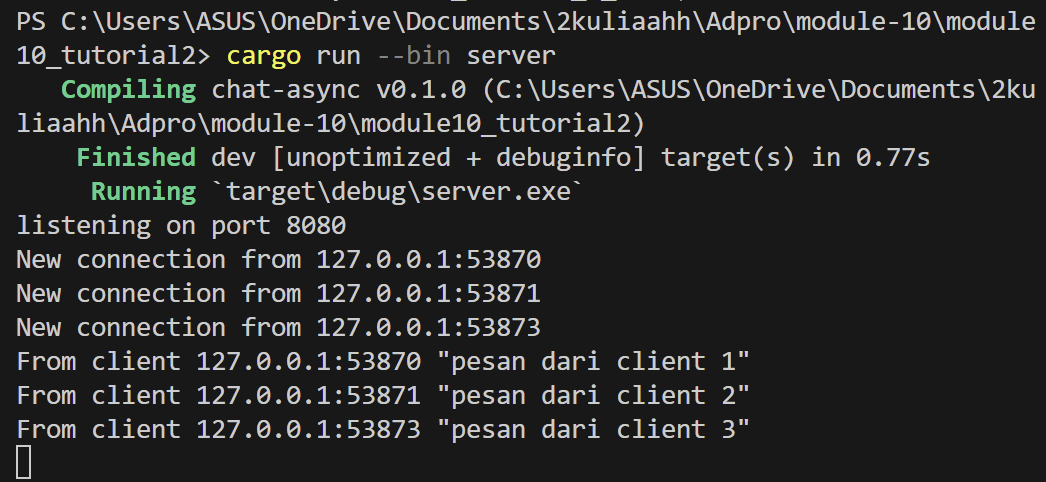 PS C:\Users\ASUS\OneDrive\Documents\2kuliaahh\Adpro\module-10\module
10_tutorial2> cargo run --bin server
   Compiling chat-async v0.1.0 (C:\Users\ASUS\OneDrive\Documents\2ku
liaahh\Adpro\module-10\module10_tutorial2)
    Finished dev [unoptimized + debuginfo] target(s) in 0.77s
     Running `target\debug\server.exe`
listening on port 8080
New connection from 127.0.0.1:53870
New connection from 127.0.0.1:53871
New connection from 127.0.0.1:53873
From client 127.0.0.1:53870 "pesan dari client 1"
From client 127.0.0.1:53871 "pesan dari client 2"
From client 127.0.0.1:53873 "pesan dari client 3"